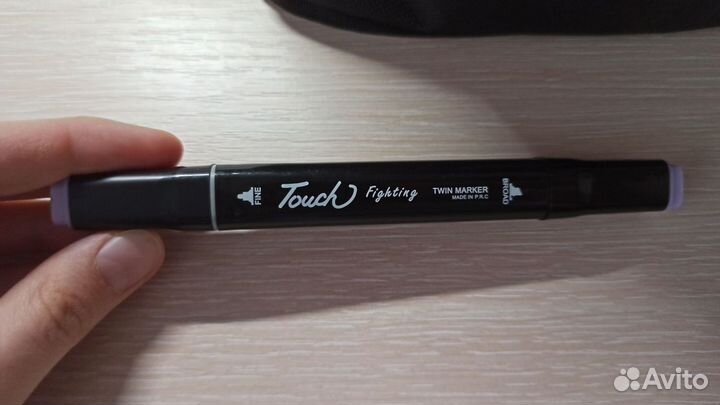 FINE
Touch Fighting
TWIN MARKER
MADE IN P.R.C
BROAD
Avito